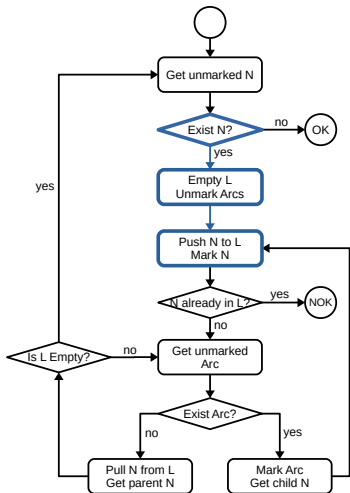 Get unmarked N
Exist N?
no
OK
yes
Empty L
Unmark Arcs
yes
Push N to L
Mark N
N already in L?
yes
NOK
no
Is L Empty?
no
Get unmarked
Arc
Exist Arc?
no
yes
Pull N from L
Get parent N
Mark Arc
Get child N